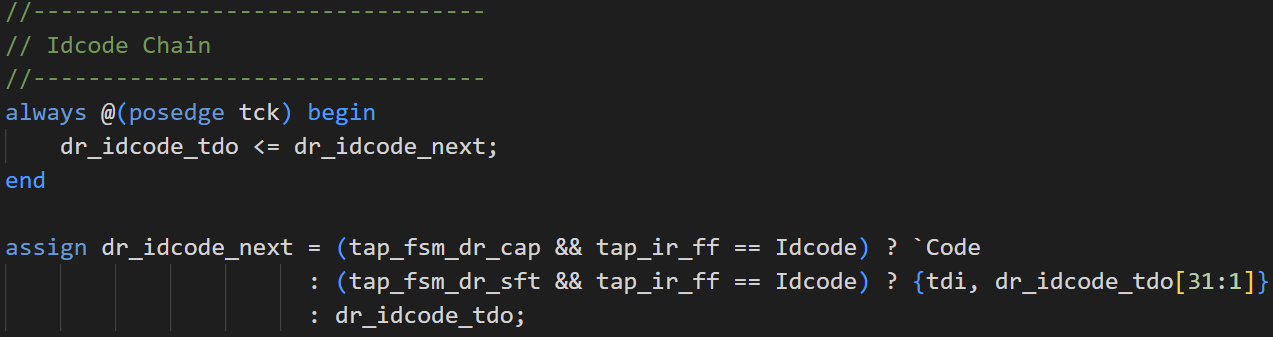 //---------------------------------
// Idcode Chain
//---------------------------------
always @(posedge tck) begin
    dr_idcode_tdo <= dr_idcode_next;
end

assign dr_idcode_next = (tap_fsm_dr_cap && tap_ir_ff == Idcode) ? `Code
                      : (tap_fsm_dr_sft && tap_ir_ff == Idcode) ? {tdi, dr_idcode_tdo[31:1]}
                      : dr_idcode_tdo;